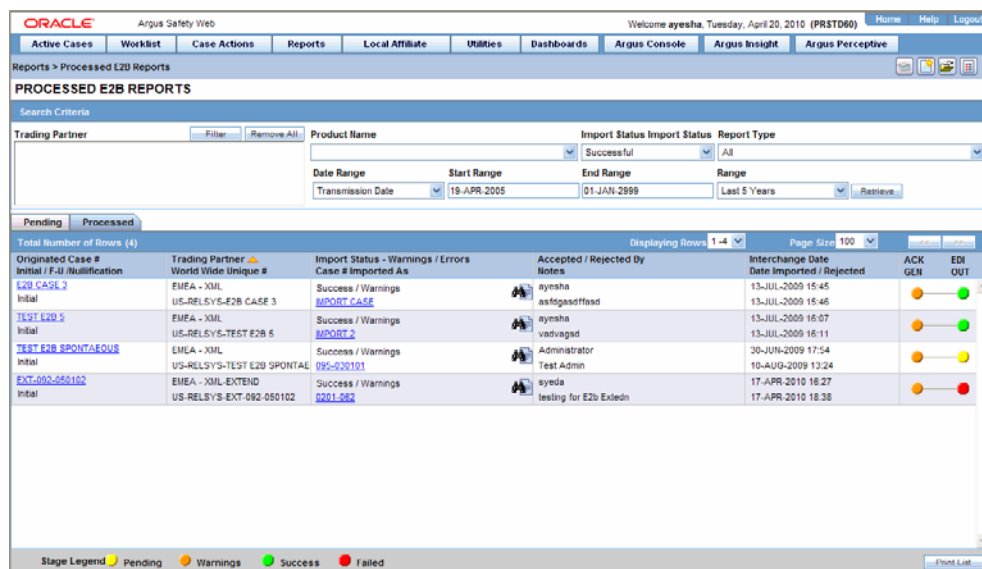 ORACLE Argus Safety Web Welcome ayesha, Tuesday, April 20, 2010 (PRSTD60) Home Help Logout
Active Cases Worklist Case Actions Reports Local Affiliate Utilities Dashboards Argus Console Argus Insight Argus Perceptive
Reports > Processed E2B Reports
PROCESSED E2B REPORTS
Search Criteria
Trading Partner Filter Remove All Product Name Import Status Import Status Report Type
Successful All
Date Range Start Range End Range Range
Transmission Date 19-APR-2005 01-JAN-2999 Last 5 Years Retrieve
Pending Processed
Total Number of Rows (4) Displaying Rows 1 -4 Page Size 100 << >>
Originated Case # Trading Partner Import Status - Warning / Errors Accepted / Rejected By Interchange Date ACK EDI
Initial / F-U /Nullification World Wide Unique # Case # Imported As Notes Date Imported / Rejected GEN OUT
E2B CASE 3 EMEA - XML Success / Warnings ayesha 13-JUL-2009 15:45
Initial US-RELSYS-E2B CASE 3 IMPORT CASE asfdgasdffasd 13-JUL-2009 15:46
TEST E2B 5 EMEA - XML Success / Warnings ayesha 13-JUL-2009 16:07
Initial US-RELSYS-TEST E2B 5 IMPORT 2 vadvagsd 13-JUL-2009 16:11
TEST E2B SPONTAEOUS EMEA - XML Success / Warnings Administrator 30-JUN-2009 17:54
Initial US-RELSYS-TEST E2B SPONTAE 095-030101 Test Admin 10-AUG-2009 13:24
EXT-092-050102 EMEA - XML-EXTEND Success / Warnings syeda 17-APR-2010 16:27
Initial US-RELSYS-EXT-092-050102 0201-062 testing for E2b Extedn 17-APR-2010 18:38
Stage Legend Pending Warnings Success Failed Print List